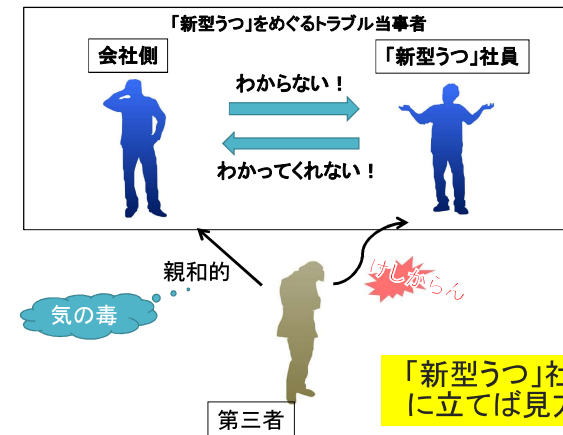 「新型うつ」をめぐるトラブル当事者
会社側
「新型うつ」社員
わからない！
わかってくれない！
親和的
けしからん
気の毒
「新型うつ」社
に立てば見
第三者